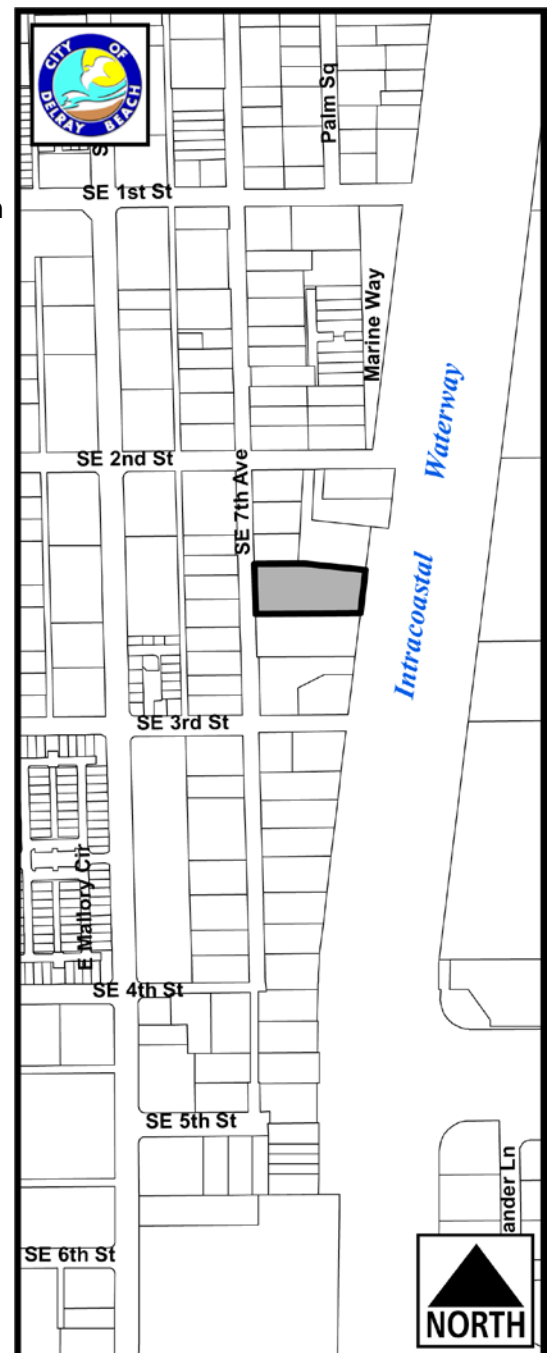 CITY OF
DELRAY BEACH
Palm Sq
S
n
SE 1st St
Marine Way
Intracoastal Waterway
SE 2nd St
SE 7th Ave
SE 3rd St
E Mallory Cir
SE 4th St
SE 5th St
ander Ln
SE 6th St
NORTH